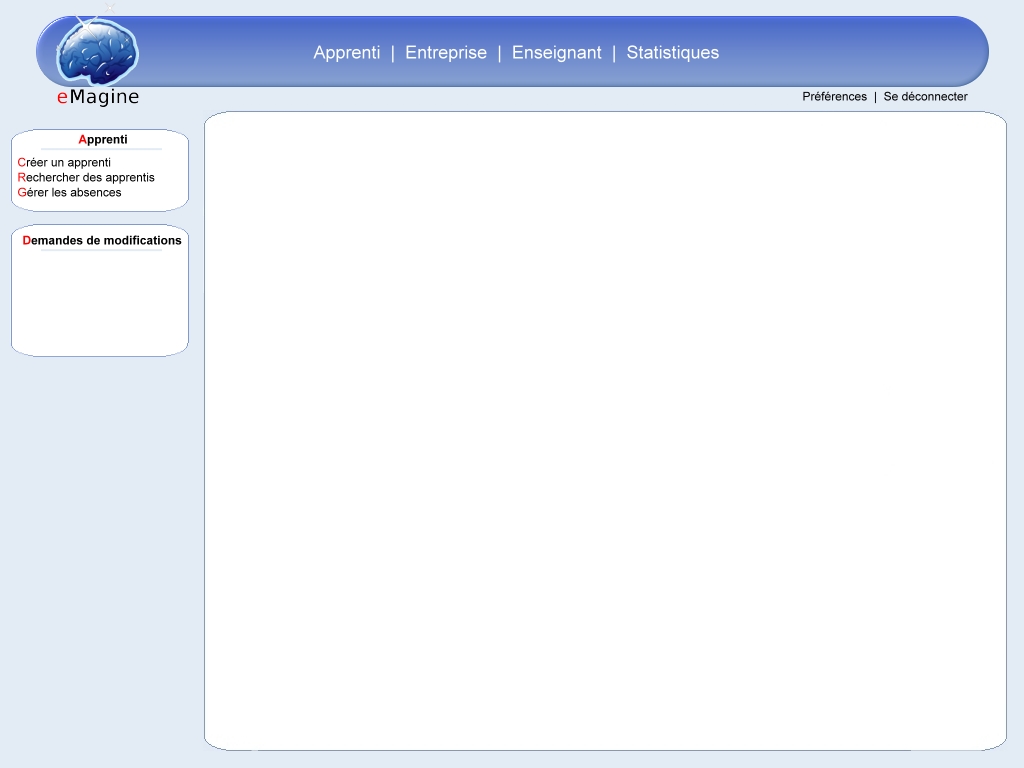 Apprenti | Entreprise | Enseignant | Statistiques
eMagine
Préférences | Se déconnecter
Apprenti
Créer un apprenti
Rechercher des apprentis
Gérer les absences
Demandes de modifications